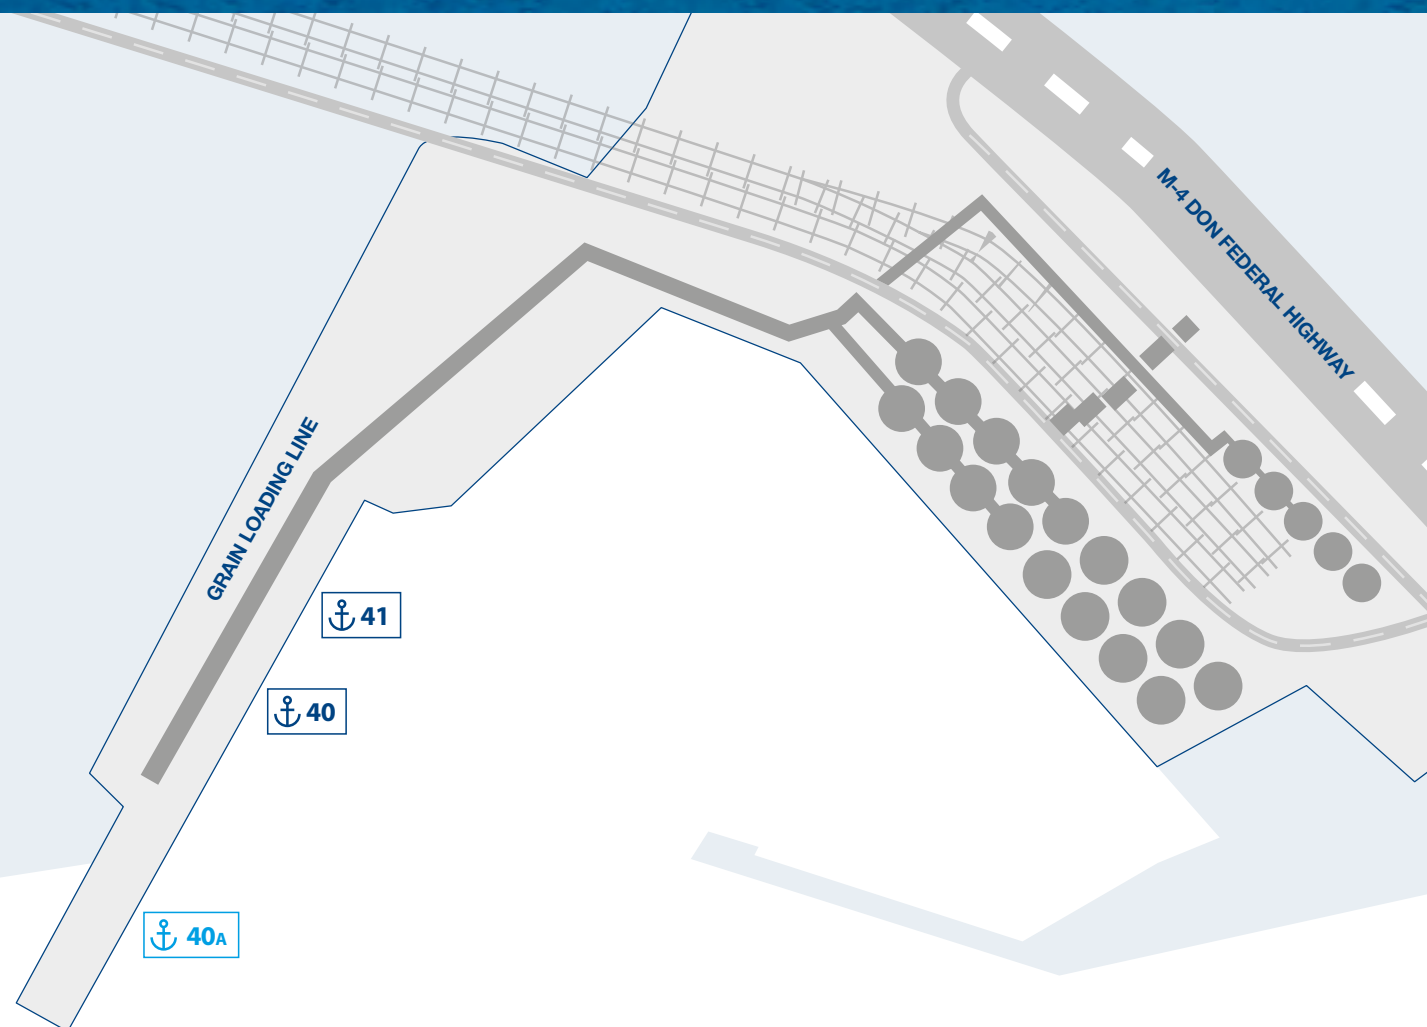 M-4 DON FEDERAL HIGHWAY
GRAIN LOADING LINE
41
40
40A